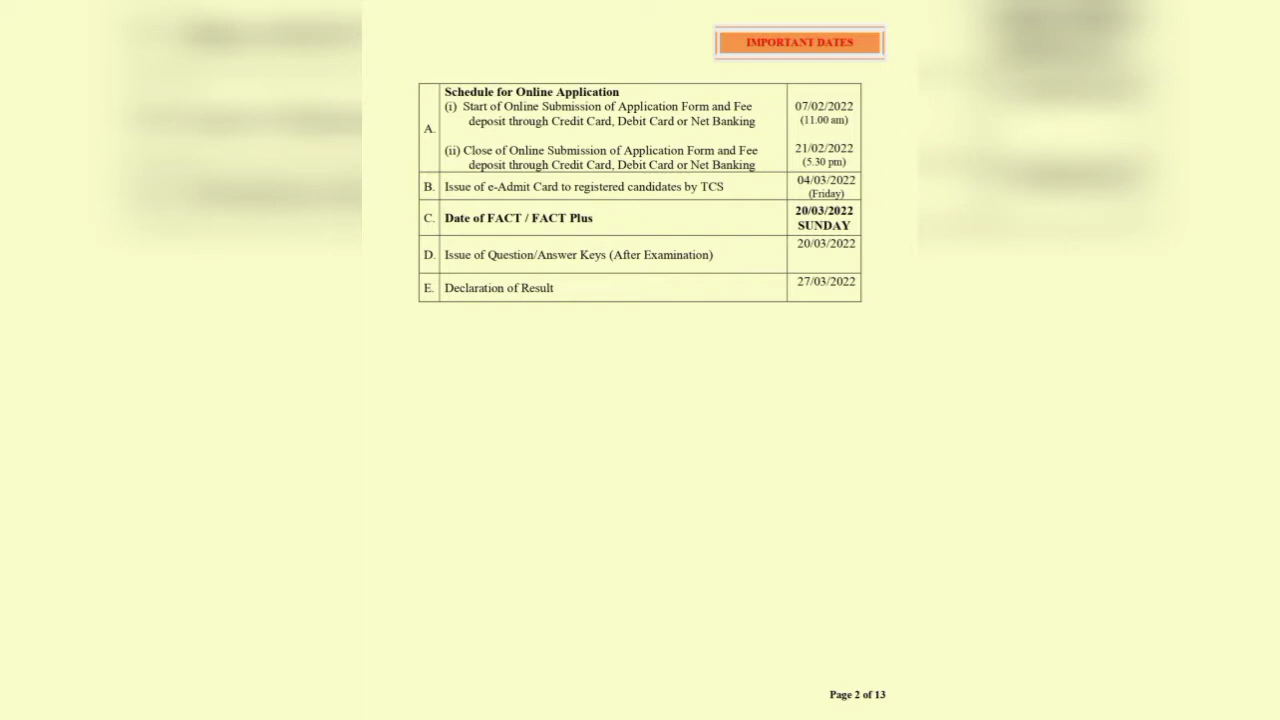 IMPORTANT DATES
Schedule for Online Application
(i) Start of Online Submission of Application Form and Fee 07/02/2022
deposit through Credit Card, Debit Card or Net Banking (11.00 am)
A.
(ii) Close of Online Submission of Application Form and Fee 21/02/2022
deposit through Credit Card, Debit Card or Net Banking (5.30 pm)
B. Issue of e-Admit Card to registered candidates by TCS 04/03/2022
(Friday)
C. Date of FACT / FACT Plus 20/03/2022
SUNDAY
D. Issue of Question/Answer Keys (After Examination) 20/03/2022
E. Declaration of Result 27/03/2022
Page 2 of 13